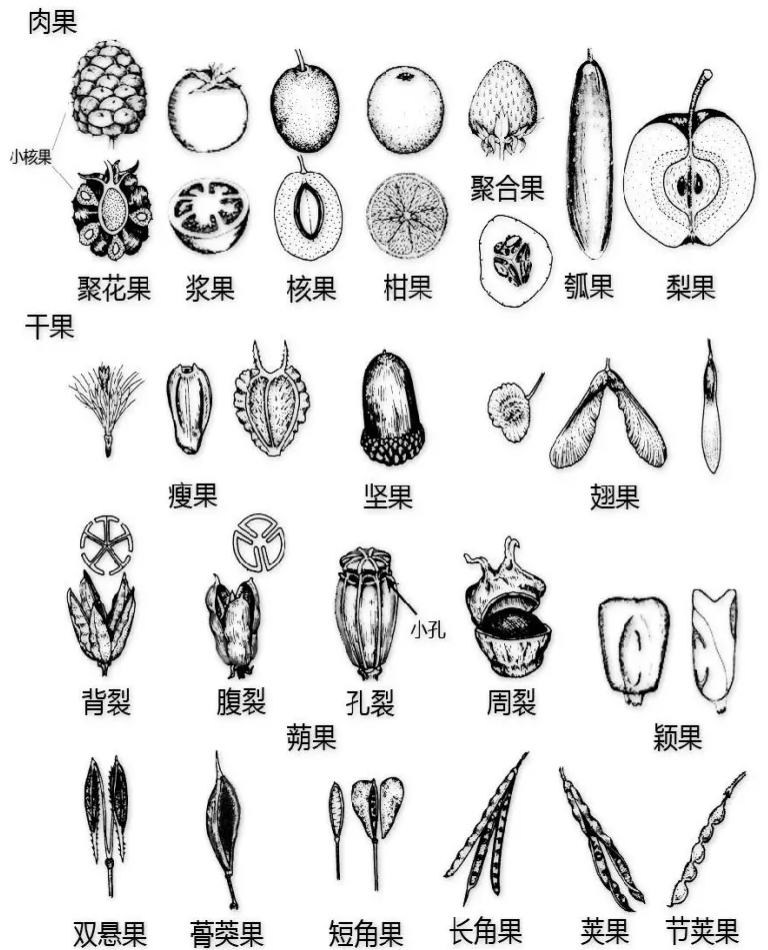 肉果
小核果
聚合果
聚花果 浆果 核果 柑果 瓠果 梨果
干果
瘦果 坚果 翅果
小孔
背裂 腹裂 孔裂 周裂
蒴果 颖果
双悬果 蓇葖果 短角果 长角果 荚果 节荚果